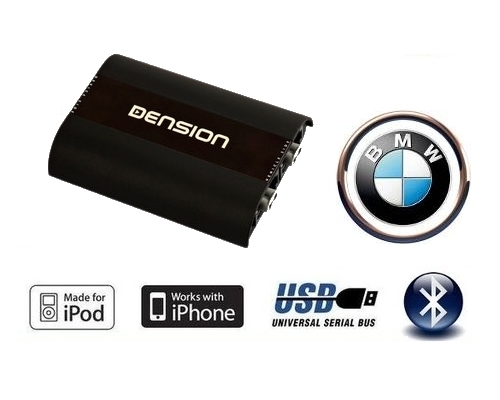 DENSION
BMW
Made for
iPod
Works with
iPhone
USB
UNIVERSAL SERIAL BUS